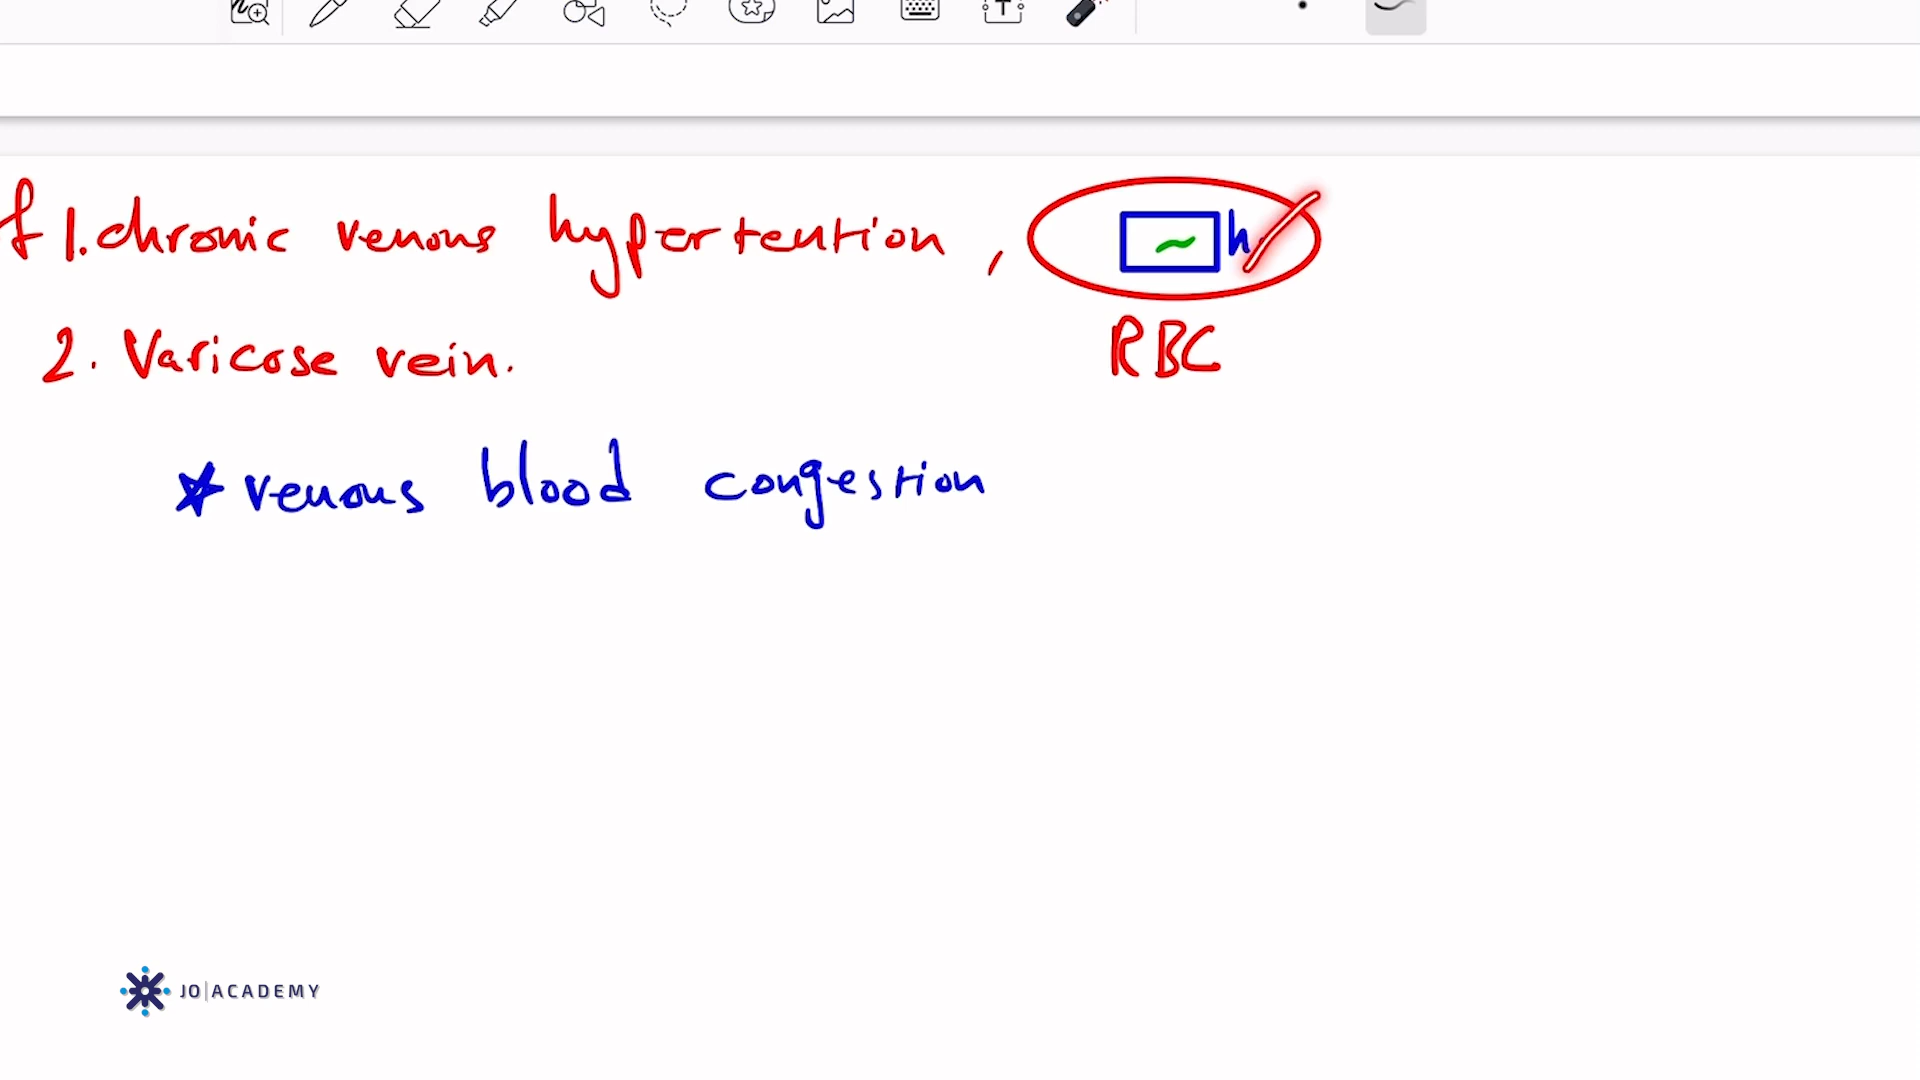 f 1. chronic venous hypertention , h
RBC
2. Varicose vein.
* venous blood congestion
JO|ACADEMY